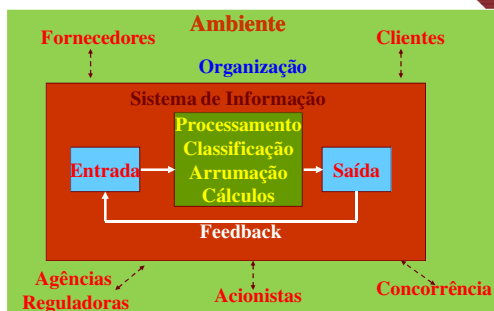 Ambiente
Fornecedores
Clientes
Organização
Sistema de Informação
Processamento
Classificação
Arrumação
Cálculos
Entrada
Saída
Feedback
Agências
Reguladoras
Acionistas
Concorrência